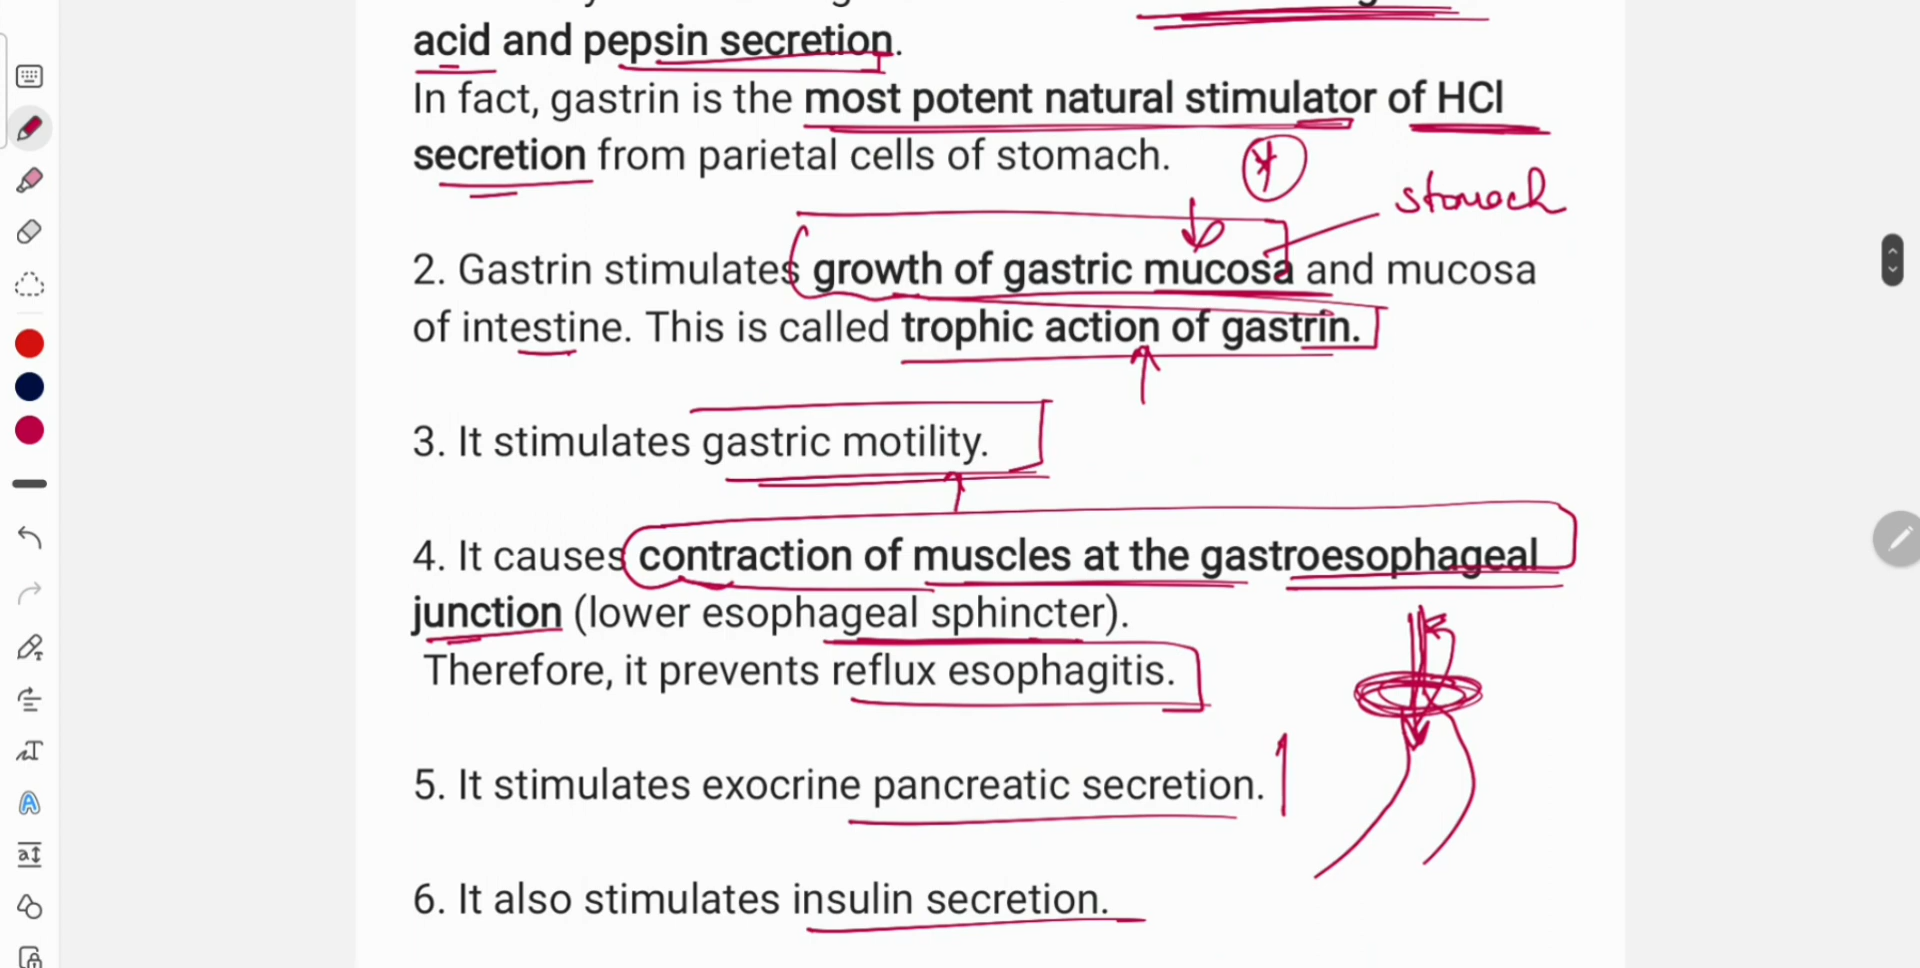 acid and pepsin secretion.
In fact, gastrin is the most potent natural stimulator of HCl
secretion from parietal cells of stomach.
stomach
2. Gastrin stimulates growth of gastric mucosa and mucosa
of intestine. This is called trophic action of gastrin.
3. It stimulates gastric motility.
4. It causes contraction of muscles at the gastroesophageal
junction (lower esophageal sphincter).
Therefore, it prevents reflux esophagitis.
5. It stimulates exocrine pancreatic secretion.
6. It also stimulates insulin secretion.